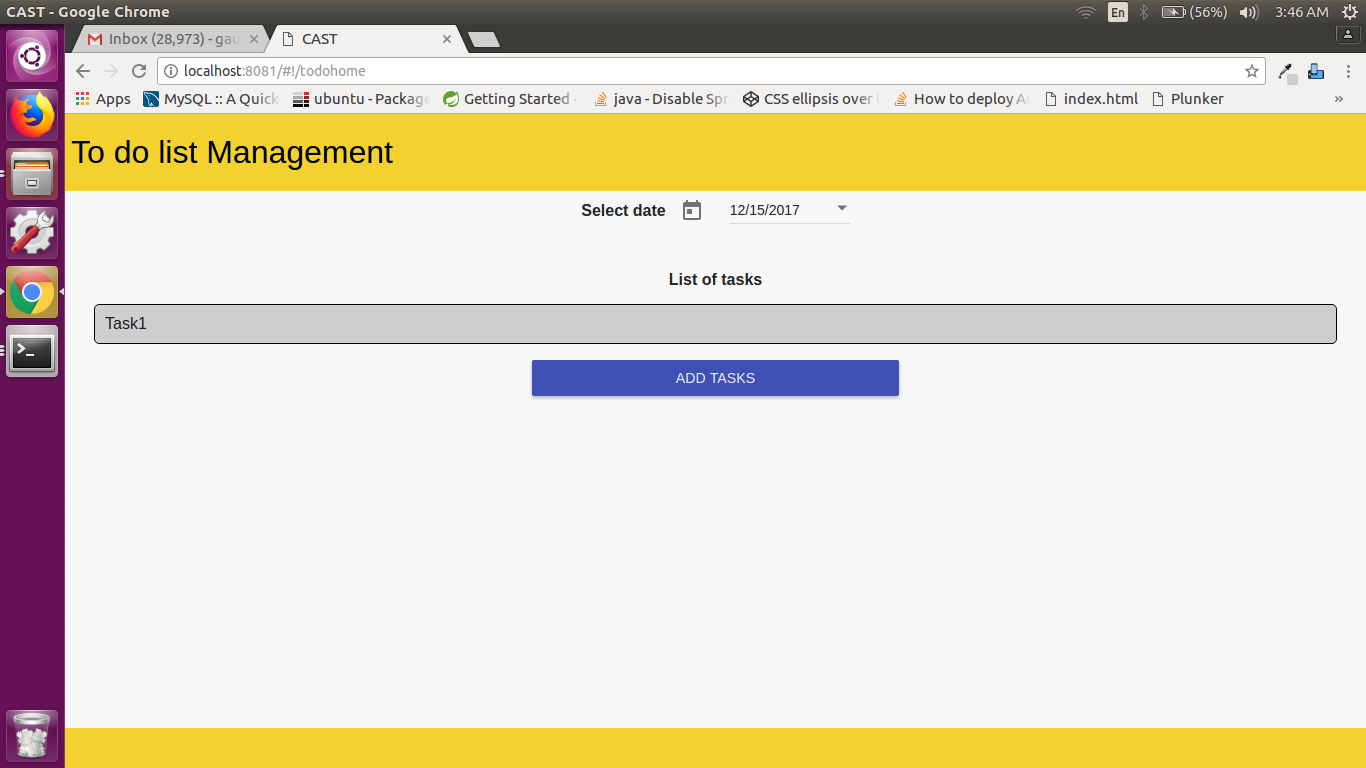 CAST - Google Chrome
En
(56%)
3:46 AM
Inbox (28,973) - gau
CAST
localhost:8081/#!/todohome
Apps
MySQL :: A Quick
ubuntu - Package
Getting Started -
java - Disable Spr
CSS ellipsis over
How to deploy
index.html
Plunker
»
To do list Management
Select date
12/15/2017
List of tasks
Task1
ADD TASKS